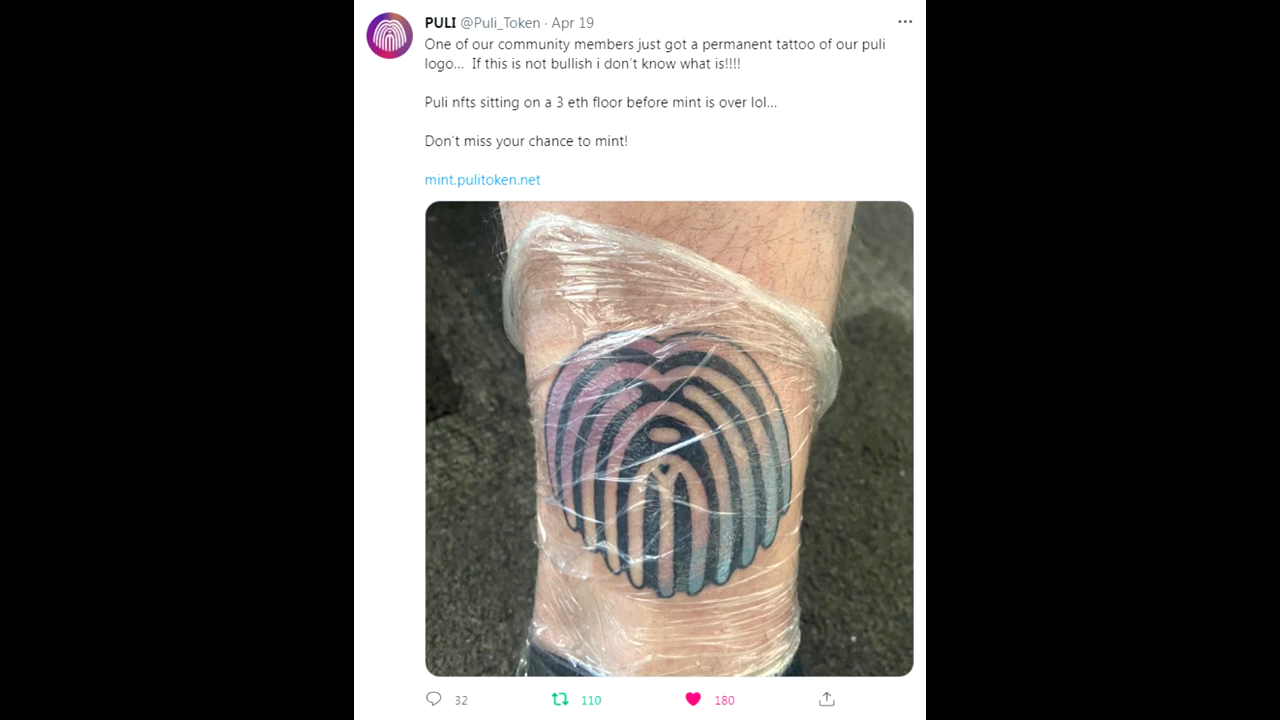 PULI @Puli_Token · Apr 19
One of our community members just got a permanent tattoo of our puli
logo... If this is not bullish i don't know what is!!!!
Puli nfts sitting on a 3 eth floor before mint is over lol...
Don't miss your chance to mint!
mint.pulitoken.net
32 110 180